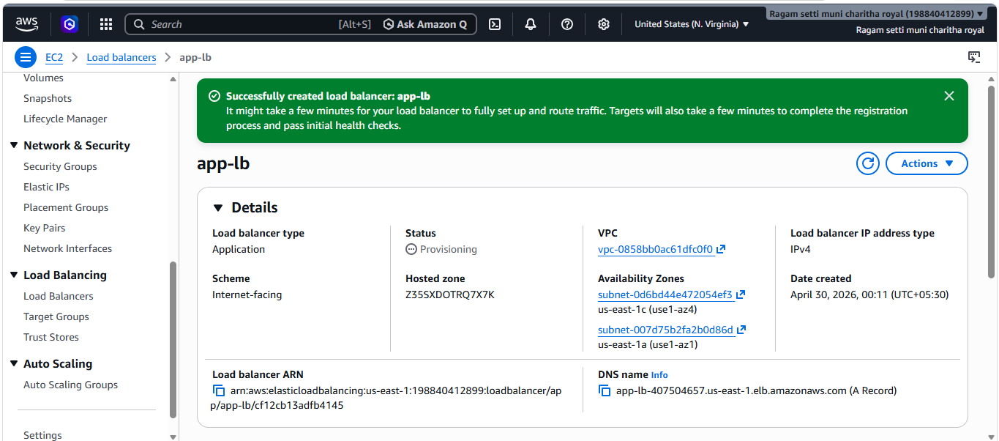 aws
Search [Alt+S] Ask Amazon Q
United States (N. Virginia) ▼
Ragam setti muni charitha royal (198840412899) ▼
Ragam setti muni charitha royal
EC2 > Load balancers > app-lb
Volumes
Snapshots
Lifecycle Manager
Network & Security
Security Groups
Elastic IPs
Placement Groups
Key Pairs
Network Interfaces
Load Balancing
Load Balancers
Target Groups
Trust Stores
Auto Scaling
Auto Scaling Groups
Settings
Successfully created load balancer: app-lb
It might take a few minutes for your load balancer to fully set up and route traffic. Targets will also take a few minutes to complete the registration
process and pass initial health checks.
app-lb
Actions ▼
Details
Load balancer type
Application
Status
Provisioning
VPC
vpc-0858bb0ac61dfc0f0
Load balancer IP address type
IPv4
Scheme
Internet-facing
Hosted zone
Z35SXDOTRQ7X7K
Availability Zones
subnet-0d6bd44e472054ef3
us-east-1c (use1-az4)
subnet-007d75b2fa2b0d86d
us-east-1a (use1-az1)
Date created
April 30, 2026, 00:11 (UTC+05:30)
Load balancer ARN
arn:aws:elasticloadbalancing:us-east-1:198840412899:loadbalancer/ap
p/app-lb/cf12cb13adfb4145
DNS name Info
app-lb-407504657.us-east-1.elb.amazonaws.com (A Record)